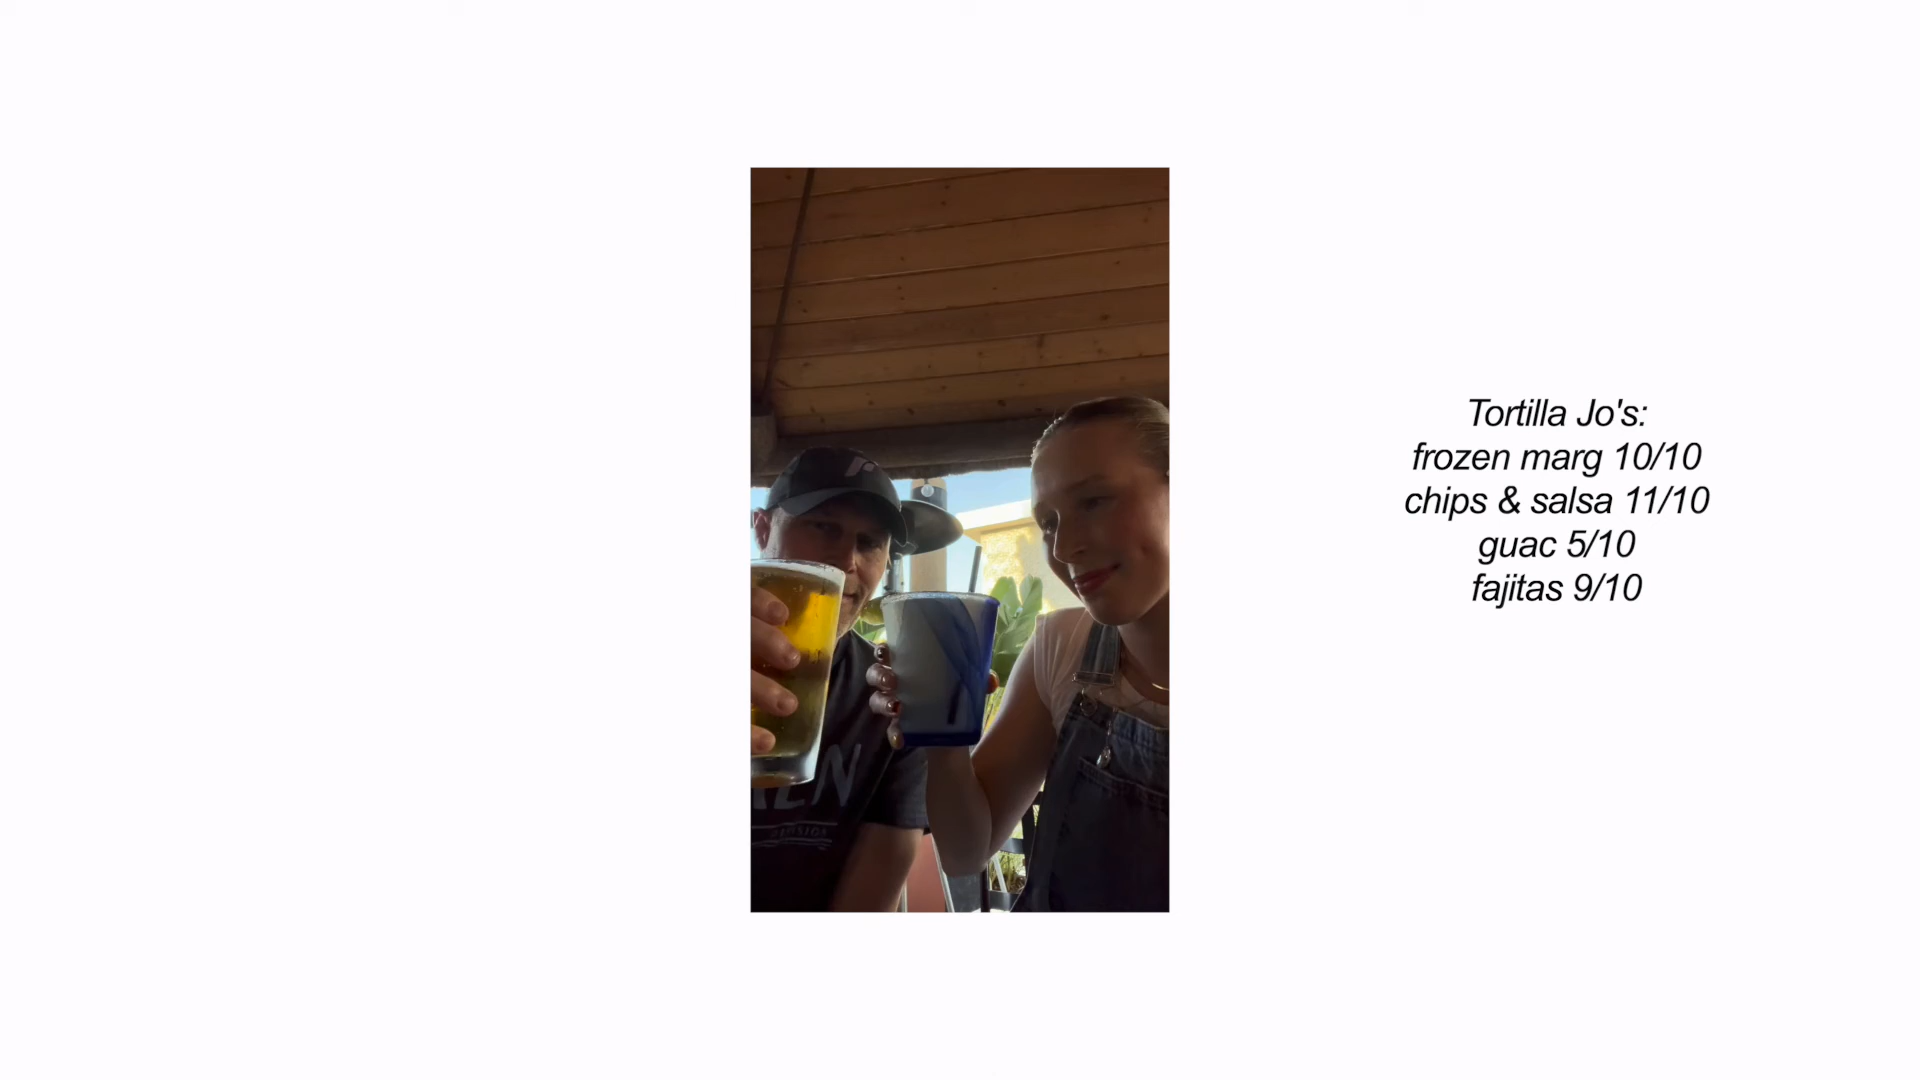 Tortilla Jo's:
frozen marg 10/10
chips & salsa 11/10
guac 5/10
fajitas 9/10